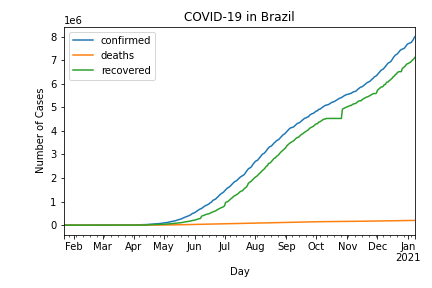 COVID-19 in Brazil
1e6
confirmed
deaths
recovered
Number of Cases
8
7
6
5
4
3
2
1
0
Feb Mar Apr May Jun Jul Aug Sep Oct Nov Dec Jan
2021
Day